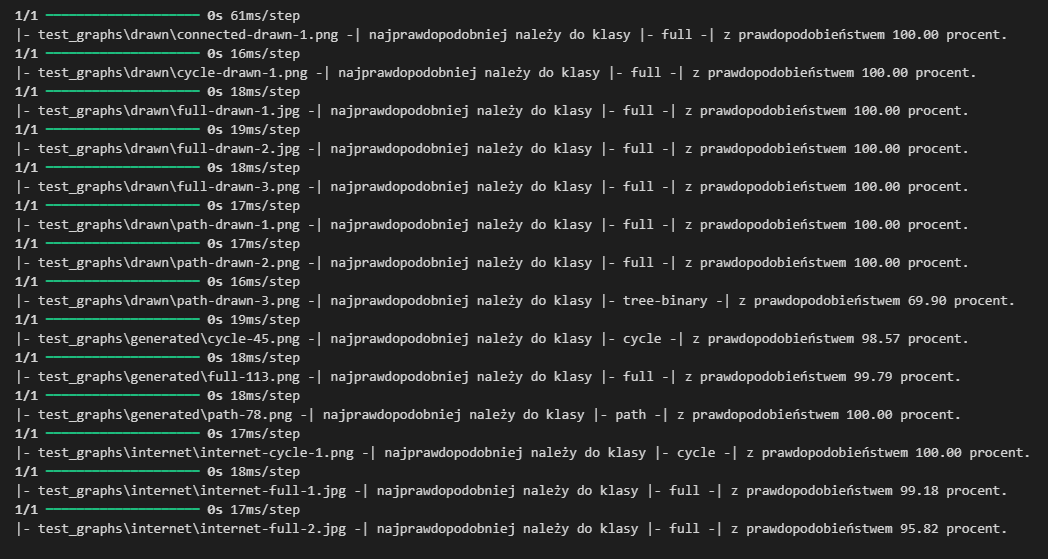 1/1 ━━━━━━━━━━━━━━━━━━━━ 0s 61ms/step
|- test_graphs\drawn\connected-drawn-1.png -| najprawdopodobniej należy do klasy |- full -| z prawdopodobieństwem 100.00 procent.
1/1 ━━━━━━━━━━━━━━━━━━━━ 0s 16ms/step
|- test_graphs\drawn\cycle-drawn-1.png -| najprawdopodobniej należy do klasy |- full -| z prawdopodobieństwem 100.00 procent.
1/1 ━━━━━━━━━━━━━━━━━━━━ 0s 18ms/step
|- test_graphs\drawn\full-drawn-1.jpg -| najprawdopodobniej należy do klasy |- full -| z prawdopodobieństwem 100.00 procent.
1/1 ━━━━━━━━━━━━━━━━━━━━ 0s 19ms/step
|- test_graphs\drawn\full-drawn-2.jpg -| najprawdopodobniej należy do klasy |- full -| z prawdopodobieństwem 100.00 procent.
1/1 ━━━━━━━━━━━━━━━━━━━━ 0s 18ms/step
|- test_graphs\drawn\full-drawn-3.png -| najprawdopodobniej należy do klasy |- full -| z prawdopodobieństwem 100.00 procent.
1/1 ━━━━━━━━━━━━━━━━━━━━ 0s 17ms/step
|- test_graphs\drawn\path-drawn-1.png -| najprawdopodobniej należy do klasy |- full -| z prawdopodobieństwem 100.00 procent.
1/1 ━━━━━━━━━━━━━━━━━━━━ 0s 17ms/step
|- test_graphs\drawn\path-drawn-2.png -| najprawdopodobniej należy do klasy |- full -| z prawdopodobieństwem 100.00 procent.
1/1 ━━━━━━━━━━━━━━━━━━━━ 0s 16ms/step
|- test_graphs\drawn\path-drawn-3.png -| najprawdopodobniej należy do klasy |- tree-binary -| z prawdopodobieństwem 69.90 procent.
1/1 ━━━━━━━━━━━━━━━━━━━━ 0s 19ms/step
|- test_graphs\generated\cycle-45.png -| najprawdopodobniej należy do klasy |- cycle -| z prawdopodobieństwem 98.57 procent.
1/1 ━━━━━━━━━━━━━━━━━━━━ 0s 18ms/step
|- test_graphs\generated\full-113.png -| najprawdopodobniej należy do klasy |- full -| z prawdopodobieństwem 99.79 procent.
1/1 ━━━━━━━━━━━━━━━━━━━━ 0s 18ms/step
|- test_graphs\generated\path-78.png -| najprawdopodobniej należy do klasy |- path -| z prawdopodobieństwem 100.00 procent.
1/1 ━━━━━━━━━━━━━━━━━━━━ 0s 17ms/step
|- test_graphs\internet\internet-cycle-1.png -| najprawdopodobniej należy do klasy |- cycle -| z prawdopodobieństwem 100.00 procent.
1/1 ━━━━━━━━━━━━━━━━━━━━ 0s 18ms/step
|- test_graphs\internet\internet-full-1.jpg -| najprawdopodobniej należy do klasy |- full -| z prawdopodobieństwem 99.18 procent.
1/1 ━━━━━━━━━━━━━━━━━━━━ 0s 17ms/step
|- test_graphs\internet\internet-full-2.jpg -| najprawdopodobniej należy do klasy |- full -| z prawdopodobieństwem 95.82 procent.